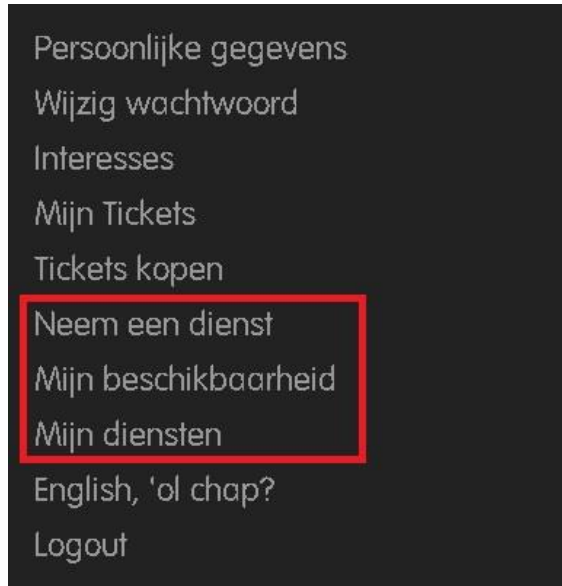 Persoonlijke gegevens
Wijzig wachtwoord
Interesses
Mijn Tickets
Tickets kopen
Neem een dienst
Mijn beschikbaarheid
Mijn diensten
English, 'ol chap?
Logout